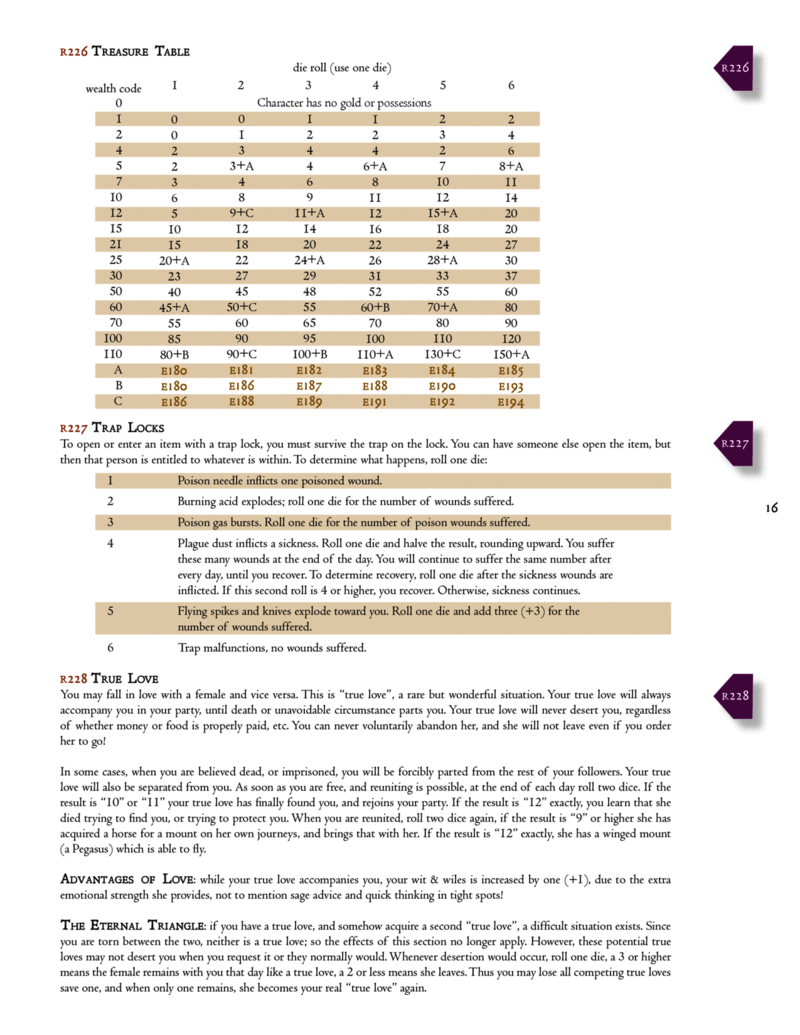 R226 TREASURE TABLE
R226
die roll (use one die)
wealth code 1 2 3 4 5 6
0 Character has no gold or possessions
1 0 0 1 1 2 2
2 0 1 2 2 3 4
4 2 3 4 4 2 6
5 2 3+A 4 6+A 7 8+A
7 3 4 6 8 10 11
10 6 8 9 11 12 14
12 5 9+C 11+A 12 15+A 20
15 10 12 14 16 18 20
21 15 18 20 22 24 27
25 20+A 22 24+A 26 28+A 30
30 23 27 29 31 33 37
50 40 45 48 52 55 60
60 45+A 50+C 55 60+B 70+A 80
70 55 60 65 70 80 90
100 85 90 95 100 110 120
110 80+B 90+C 100+B 110+A 130+C 150+A
A E180 E181 E182 E183 E184 E185
B E180 E186 E187 E188 E190 E193
C E186 E188 E189 E191 E192 E194
R227 TRAP LOCKS
R227
To open or enter an item with a trap lock, you must survive the trap on the lock. You can have someone else open the item, but
then that person is entitled to whatever is within. To determine what happens, roll one die:
1 Poison needle inflicts one poisoned wound.
2 Burning acid explodes; roll one die for the number of wounds suffered.
16
3 Poison gas bursts. Roll one die for the number of poison wounds suffered.
4 Plague dust inflicts a sickness. Roll one die and halve the result, rounding upward. You suffer
these many wounds at the end of the day. You will continue to suffer the same number after
every day, until you recover. To determine recovery, roll one die after the sickness wounds are
inflicted. If this second roll is 4 or higher, you recover. Otherwise, sickness continues.
5 Flying spikes and knives explode toward you. Roll one die and add three (+3) for the
number of wounds suffered.
6 Trap malfunctions, no wounds suffered.
R228 TRUE LOVE
R228
You may fall in love with a female and vice versa. This is “true love”, a rare but wonderful situation. Your true love will always
accompany you in your party, until death or unavoidable circumstance parts you. Your true love will never desert you, regardless
of whether money or food is properly paid, etc. You can never voluntarily abandon her, and she will not leave even if you order
her to go!
In some cases, when you are believed dead, or imprisoned, you will be forcibly parted from the rest of your followers. Your true
love will also be separated from you. As soon as you are free, and reuniting is possible, at the end of each day roll two dice. If the
result is “10” or “11” your true love has finally found you, and rejoins your party. If the result is “12” exactly, you learn that she
died trying to find you, or trying to protect you. When you are reunited, roll two dice again, if the result is “9” or higher she has
acquired a horse for a mount on her own journeys, and brings that with her. If the result is “12” exactly, she has a winged mount
(a Pegasus) which is able to fly.
ADVANTAGES OF LOVE: while your true love accompanies you, your wit & wiles is increased by one (+1), due to the extra
emotional strength she provides, not to mention sage advice and quick thinking in tight spots!
THE ETERNAL TRIANGLE: if you have a true love, and somehow acquire a second “true love”, a difficult situation exists. Since
you are torn between the two, neither is a true love; so the effects of this section no longer apply. However, these potential true
loves may not desert you when you request it or they normally would. Whenever desertion would occur, roll one die, a 3 or higher
means the female remains with you that day like a true love, a 2 or less means she leaves. Thus you may lose all competing true loves
save one, and when only one remains, she becomes your real “true love” again.